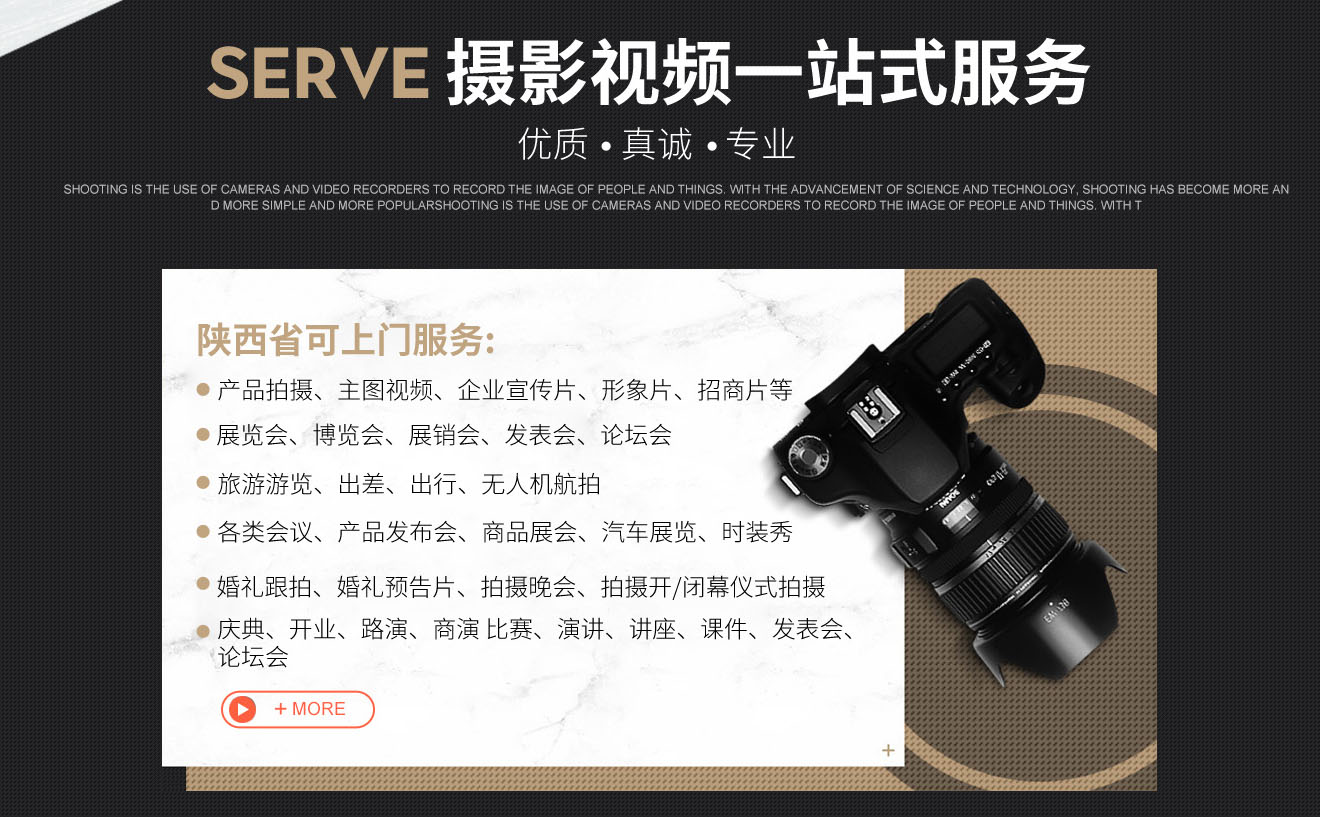 SERVE 摄影视频一站式服务
优质 • 真诚 • 专业
SHOOTING IS THE USE OF CAMERAS AND VIDEO RECORDERS TO RECORD THE IMAGE OF PEOPLE AND THINGS. WITH THE ADVANCEMENT OF SCIENCE AND TECHNOLOGY, SHOOTING HAS BECOME MORE AN
D MORE SIMPLE AND MORE POPULARSHOOTING IS THE USE OF CAMERAS AND VIDEO RECORDERS TO RECORD THE IMAGE OF PEOPLE AND THINGS. WITH T
陕西省可上门服务:
产品拍摄、主图视频、企业宣传片、形象片、招商片等
展览会、博览会、展销会、发表会、论坛会
旅游游览、出差、出行、无人机航拍
各类会议、产品发布会、商品展会、汽车展览、时装秀
婚礼跟拍、婚礼预告片、拍摄晚会、拍摄开/闭幕仪式拍摄
庆典、开业、路演、商演 比赛、演讲、讲座、课件、发表会、
论坛会
+ MORE
+